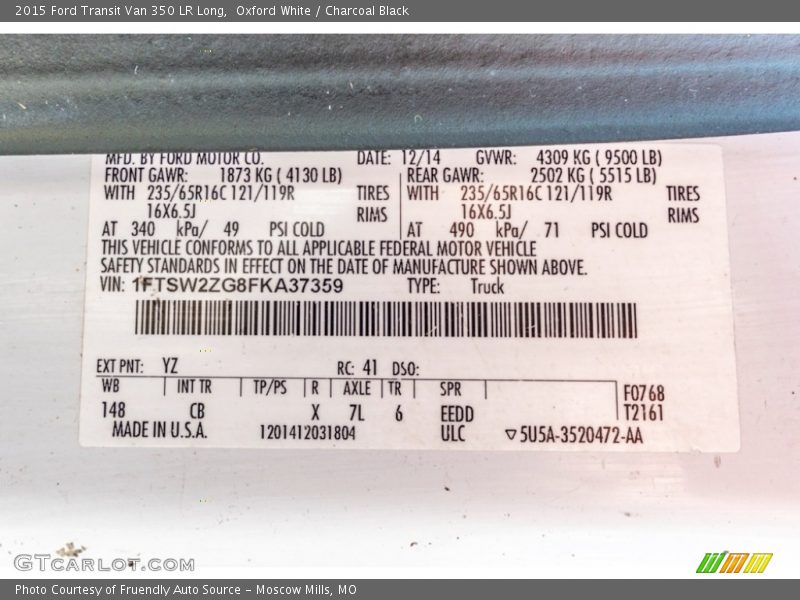 2015 Ford Transit Van 350 LR Long, Oxford White / Charcoal Black
MFD. BY FORD MOTOR CO. DATE: 12/14 GVWR: 4309 KG ( 9500 LB)
FRONT GAWR: 1873 KG ( 4130 LB) REAR GAWR: 2502 KG ( 5515 LB)
WITH 235/65R16C 121/119R TIRES WITH 235/65R16C 121/119R TIRES
16X6.5J RIMS 16X6.5J RIMS
AT 340 kPa/ 49 PSI COLD AT 490 kPa/ 71 PSI COLD
THIS VEHICLE CONFORMS TO ALL APPLICABLE FEDERAL MOTOR VEHICLE
SAFETY STANDARDS IN EFFECT ON THE DATE OF MANUFACTURE SHOWN ABOVE.
VIN: 1FTSW2ZG8FKA37359 TYPE: Truck
EXT PNT: YZ RC: 41 DSO:
WB INT TR TP/PS R AXLE TR SPR F0768
148 CB X 7L 6 EEDD T2161
MADE IN U.S.A. 1201412031804 ULC ▽5U5A-3520472-AA
GTCarLot.com
Photo Courtesy of Fruendly Auto Source – Moscow Mills, MO